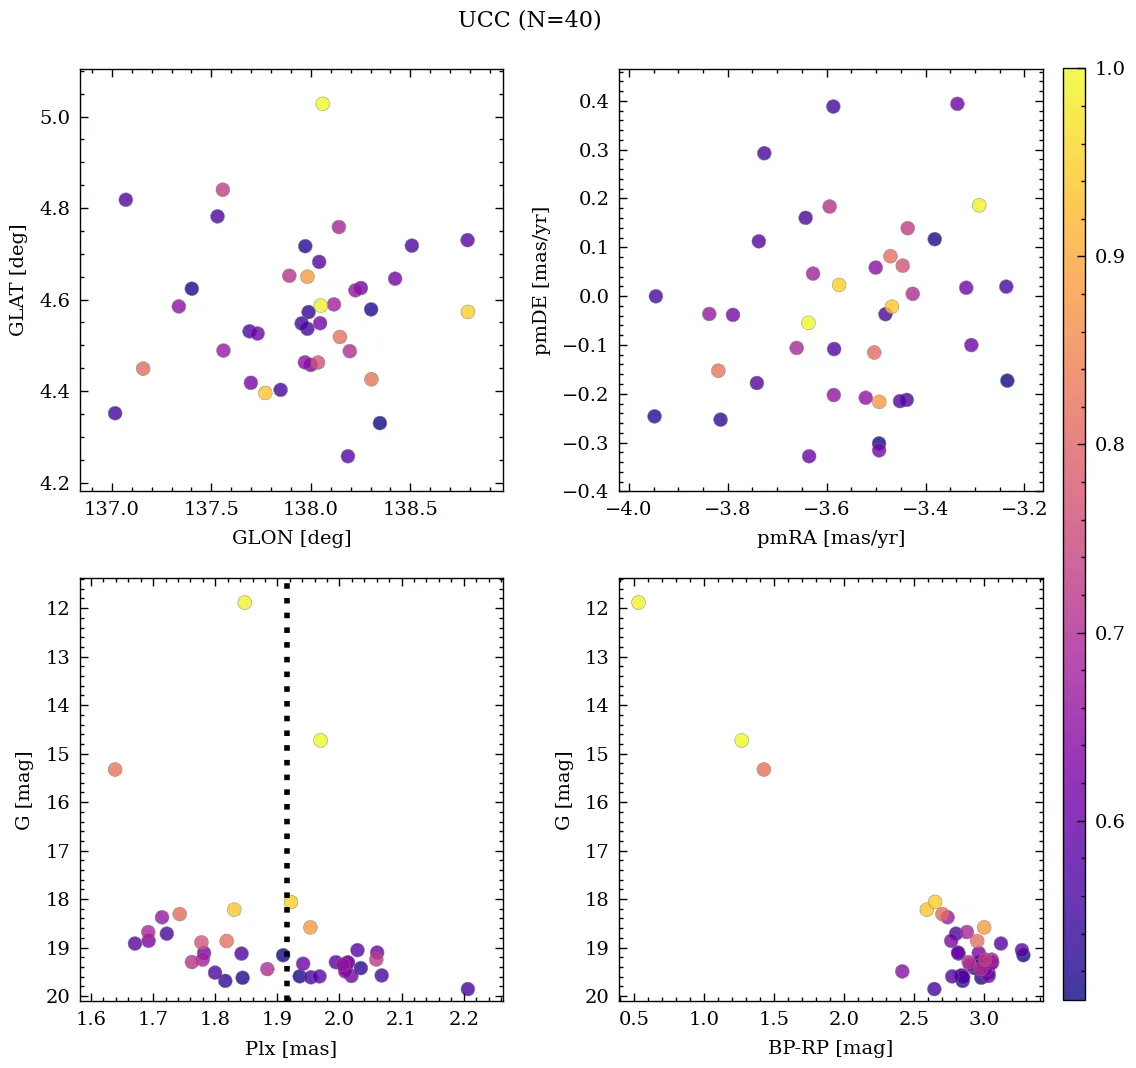 UCC (N=40)
5.0
4.8
4.6
4.4
4.2
GLAT [deg]
137.0 137.5 138.0 138.5
GLON [deg]
0.4
0.3
0.2
0.1
0.0
−0.1
−0.2
−0.3
−0.4
pmDE [mas/yr]
−4.0 −3.8 −3.6 −3.4 −3.2
pmRA [mas/yr]
12
13
14
15
16
17
18
19
20
G [mag]
1.6 1.7 1.8 1.9 2.0 2.1 2.2
Plx [mas]
12
13
14
15
16
17
18
19
20
G [mag]
0.5 1.0 1.5 2.0 2.5 3.0
BP-RP [mag]
1.0
0.9
0.8
0.7
0.6